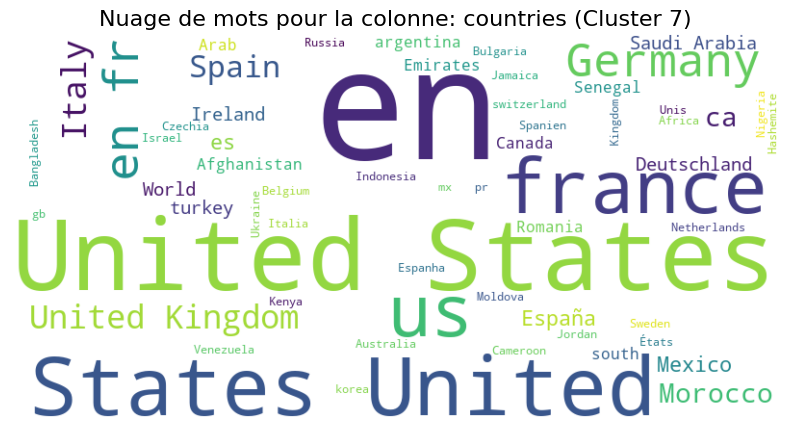 Nuage de mots pour la colonne: countries (Cluster 7)
Italy
en fr
Arab
Spain
Russia
argentina
Emirates
Bulgaria
Jamaica
Germany
Saudi Arabia
Senegal
en
switzerland
Spanien
Kingdom
Unis
Africa
ca
Nigeria
Hashemite
Bangladesh
Ireland
Czechia
Israel
es
Afghanistan
Canada
Indonesia
france
Deutschland
World
turkey
Belgium
Ukraine
Italia
mx
pr
gb
United States
Romania
Netherlands
Espanha
Kenya
Moldova
us
United Kingdom
España
Sweden
Jordan
États
Venezuela
Australia
Cameroon
south
Mexico
States United
korea
Morocco